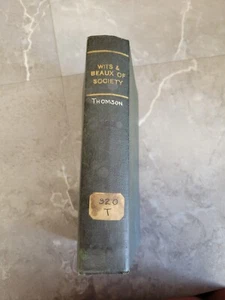 WITS &
BEAUX OF
SOCIETY
THOMSON
920
T